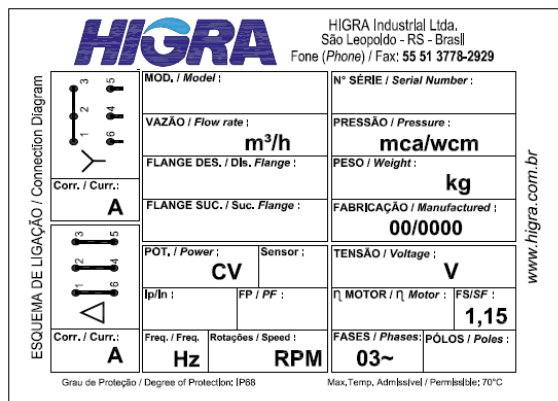 HIGRA
HIGRA Industrial Ltda.
São Leopoldo - RS - Brasil
Fone (Phone) / Fax: 55 51 3778-2929
ESQUEMA DE LIGAÇÃO / Connection Diagram
3 5
2 4
1 6
Corr. / Curr.:
A
3 5
2 4
1 6
Corr. / Curr.:
A
MOD. / Model :
Nº SÉRIE / Serial Number :
VAZÃO / Flow rate :
m³/h
PRESSÃO / Pressure :
mca/wcm
FLANGE DES. / Dis. Flange :
PESO / Weight :
kg
FLANGE SUC. / Suc. Flange :
FABRICAÇÃO / Manufactured :
00/0000
POT. / Power :
CV
Sensor :
TENSÃO / Voltage :
V
Ip/In :
FP / PF :
η MOTOR / η Motor :
FS/SF :
1,15
Freq. / Freq.
Hz
Rotações / Speed :
RPM
FASES / Phases:
03~
PÓLOS / Poles :
www.higra.com.br
Grau de Proteção / Degree of Protection: IP68
Max.Temp. Admissível / Permissible: 70°C